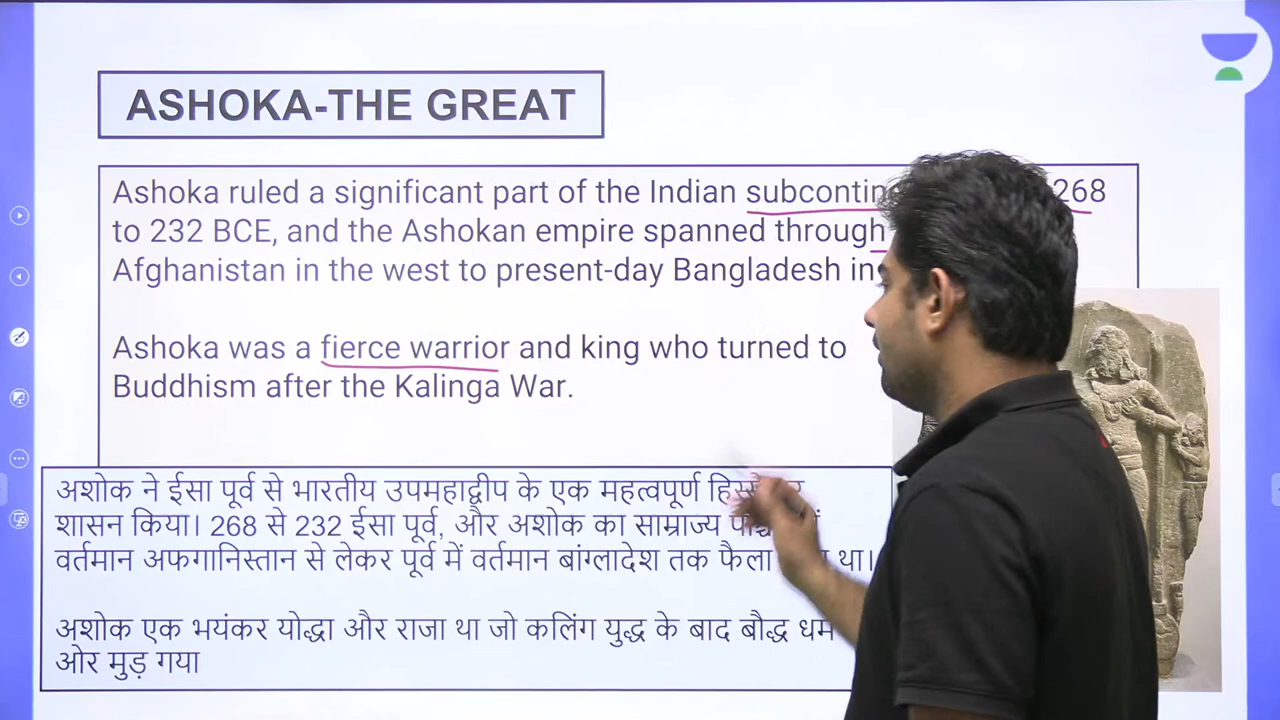 ASHOKA-THE GREAT
Ashoka ruled a significant part of the Indian 268
to 232 BCE, and the Ashokan empire spanned through
Afghanistan in the west to present-day Bangladesh in
Ashoka was a fierce warrior and king who turned to
Buddhism after the Kalinga War.
अशोक ने ईसा पूर्व से भारतीय उपमहाद्वीप के एक महत्वपूर्ण
शासन किया। 268 से 232 ईसा पूर्व, और अशोक का साम्राज्य
वर्तमान अफगानिस्तान से लेकर पूर्व में वर्तमान बांग्लादेश तक फैला था।
अशोक एक भयंकर योद्धा और राजा था जो कलिंग युद्ध के बाद बौद्ध
ओर मुड़ गया